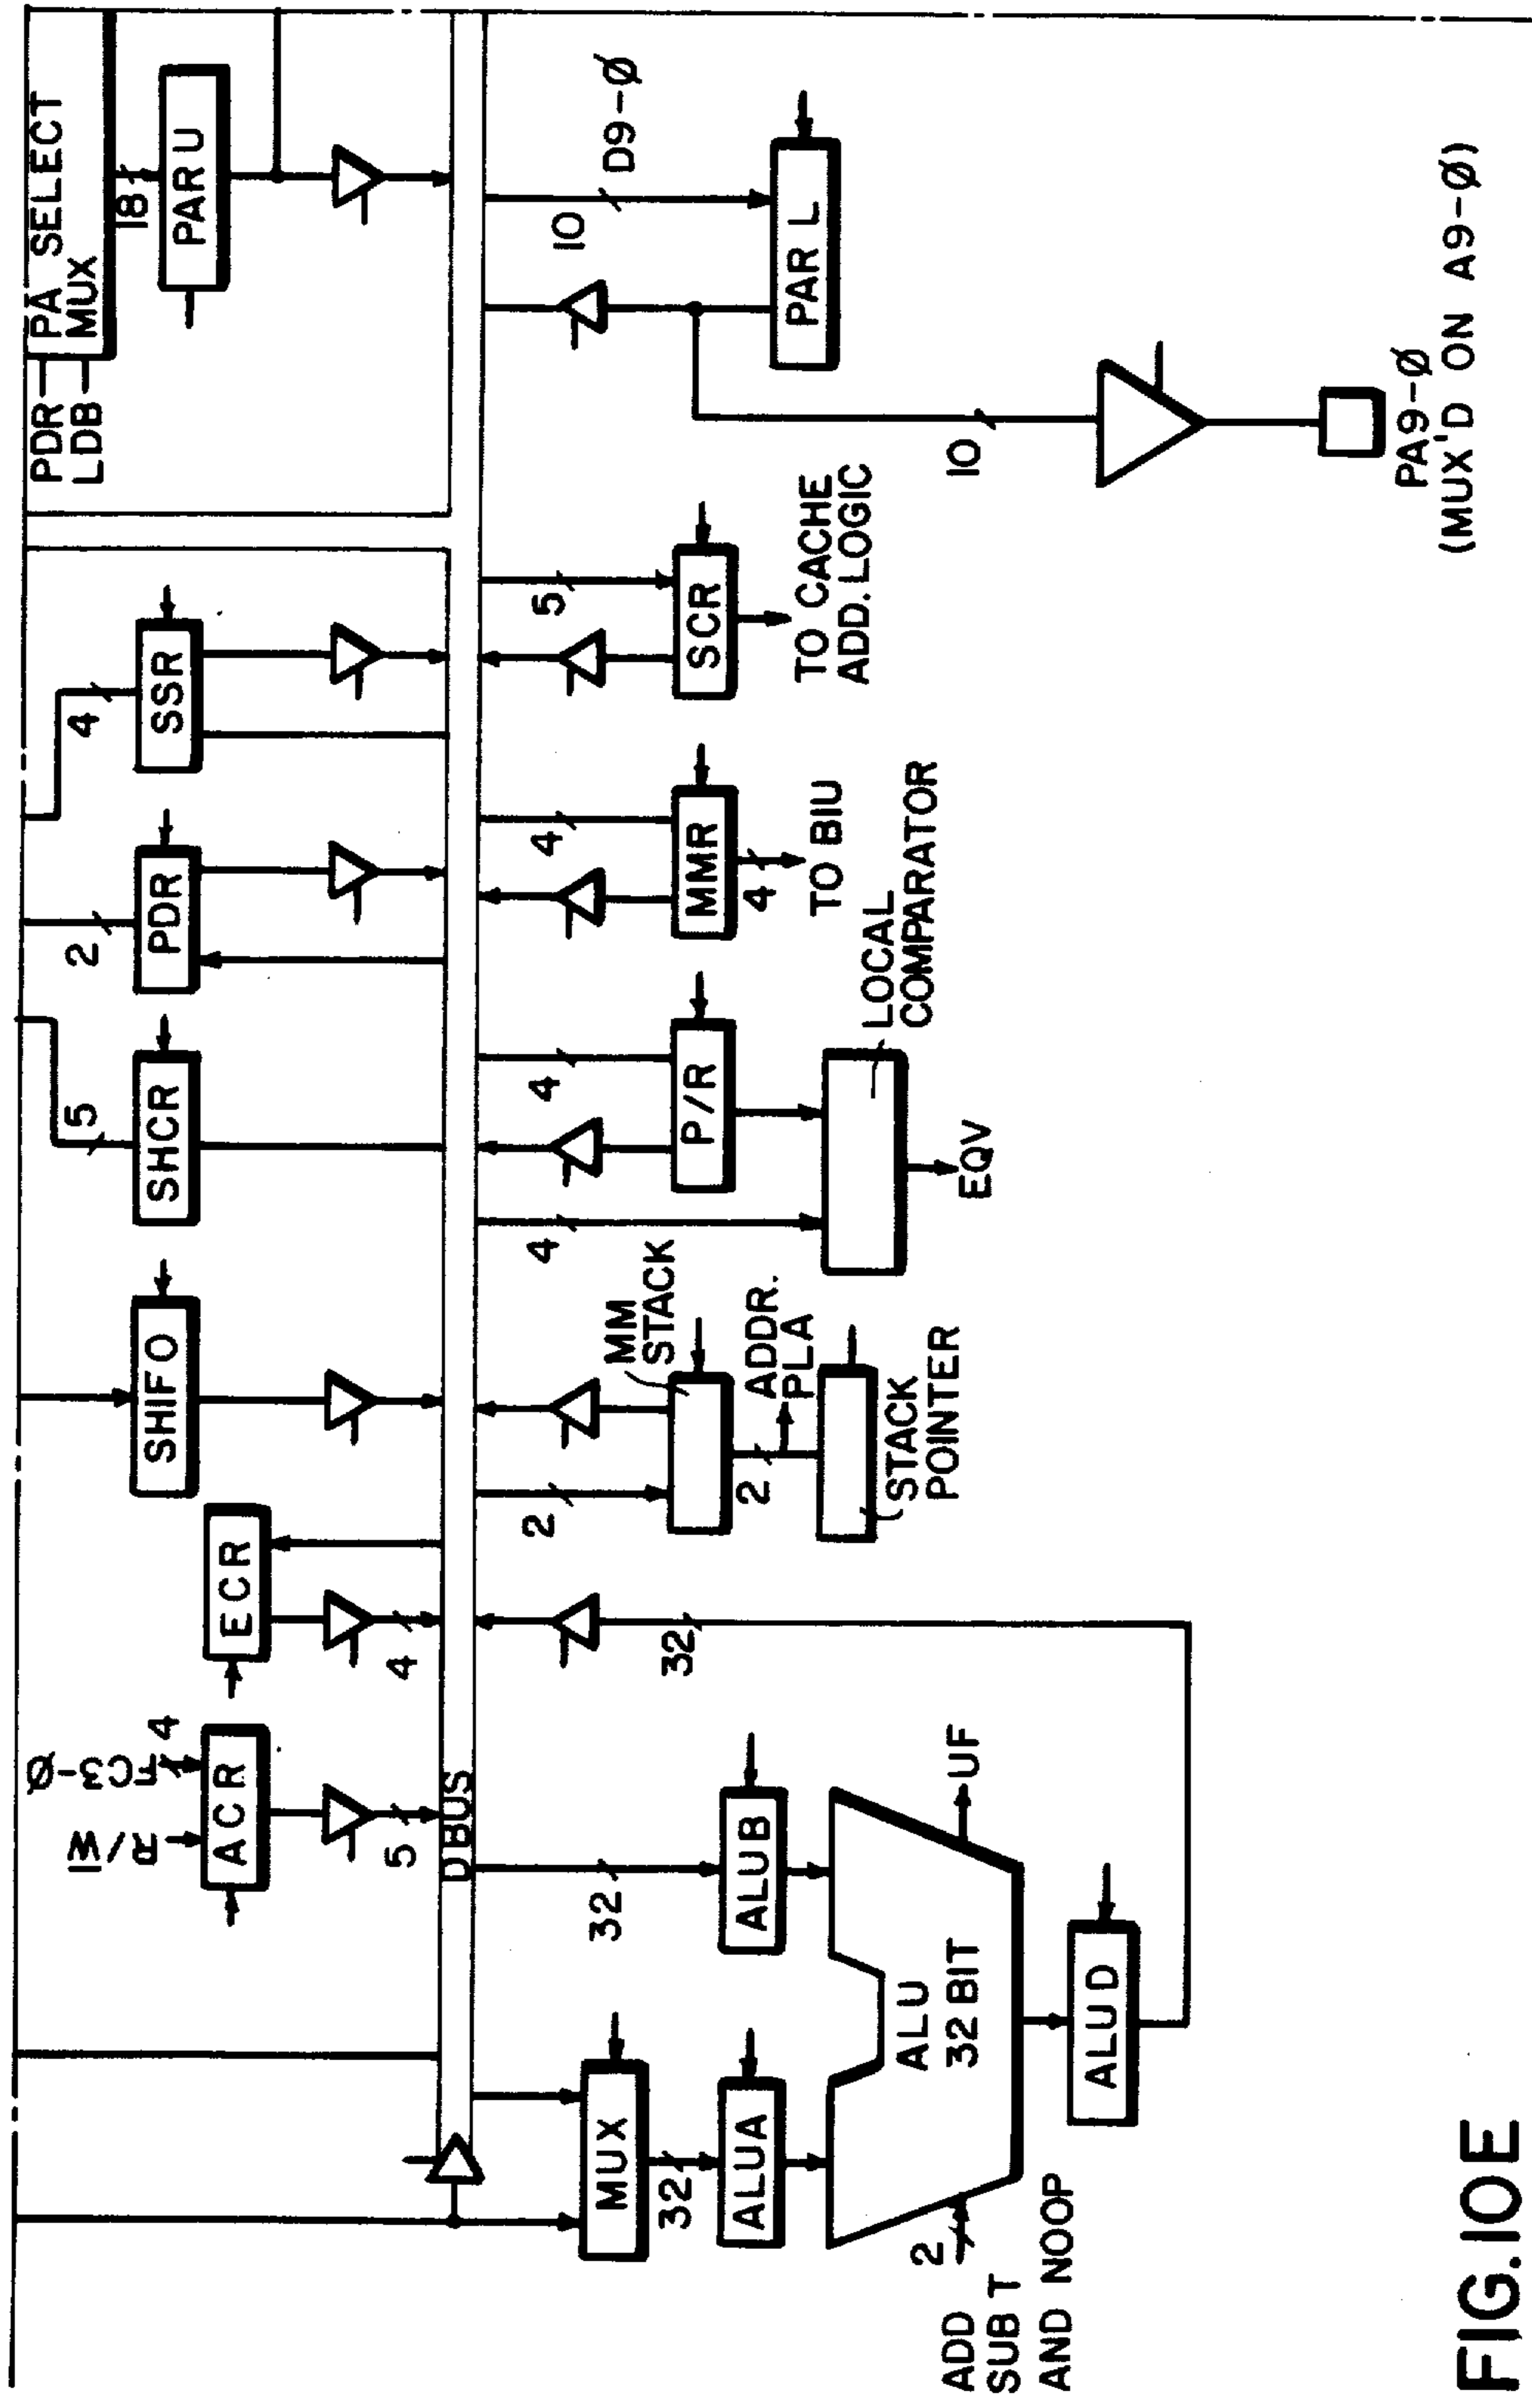 R/W
FC3-Ø
4
ACR
5
ECR
4
SHIFO
SHCR
5
PDR
2
SSR
4
PDR
LDB
PA SELECT
MUX
18
PAR U
D BUS
MUX
32
ALUA
32
ALUB
ALU
32 BIT
UF
2
ADD
SUB T
AND NOOP
ALU D
32
2
MM
STACK
2
ADDR.
PLA
STACK
POINTER
4
4
P/R
LOCAL
COMPARATOR
EQV
4
MMR
4
TO BIU
5
SCR
TO CACHE
ADD. LOGIC
10
D9-Ø
PAR L
10
PA9-Ø
(MUX'D ON A9-Ø)
FIG.10E